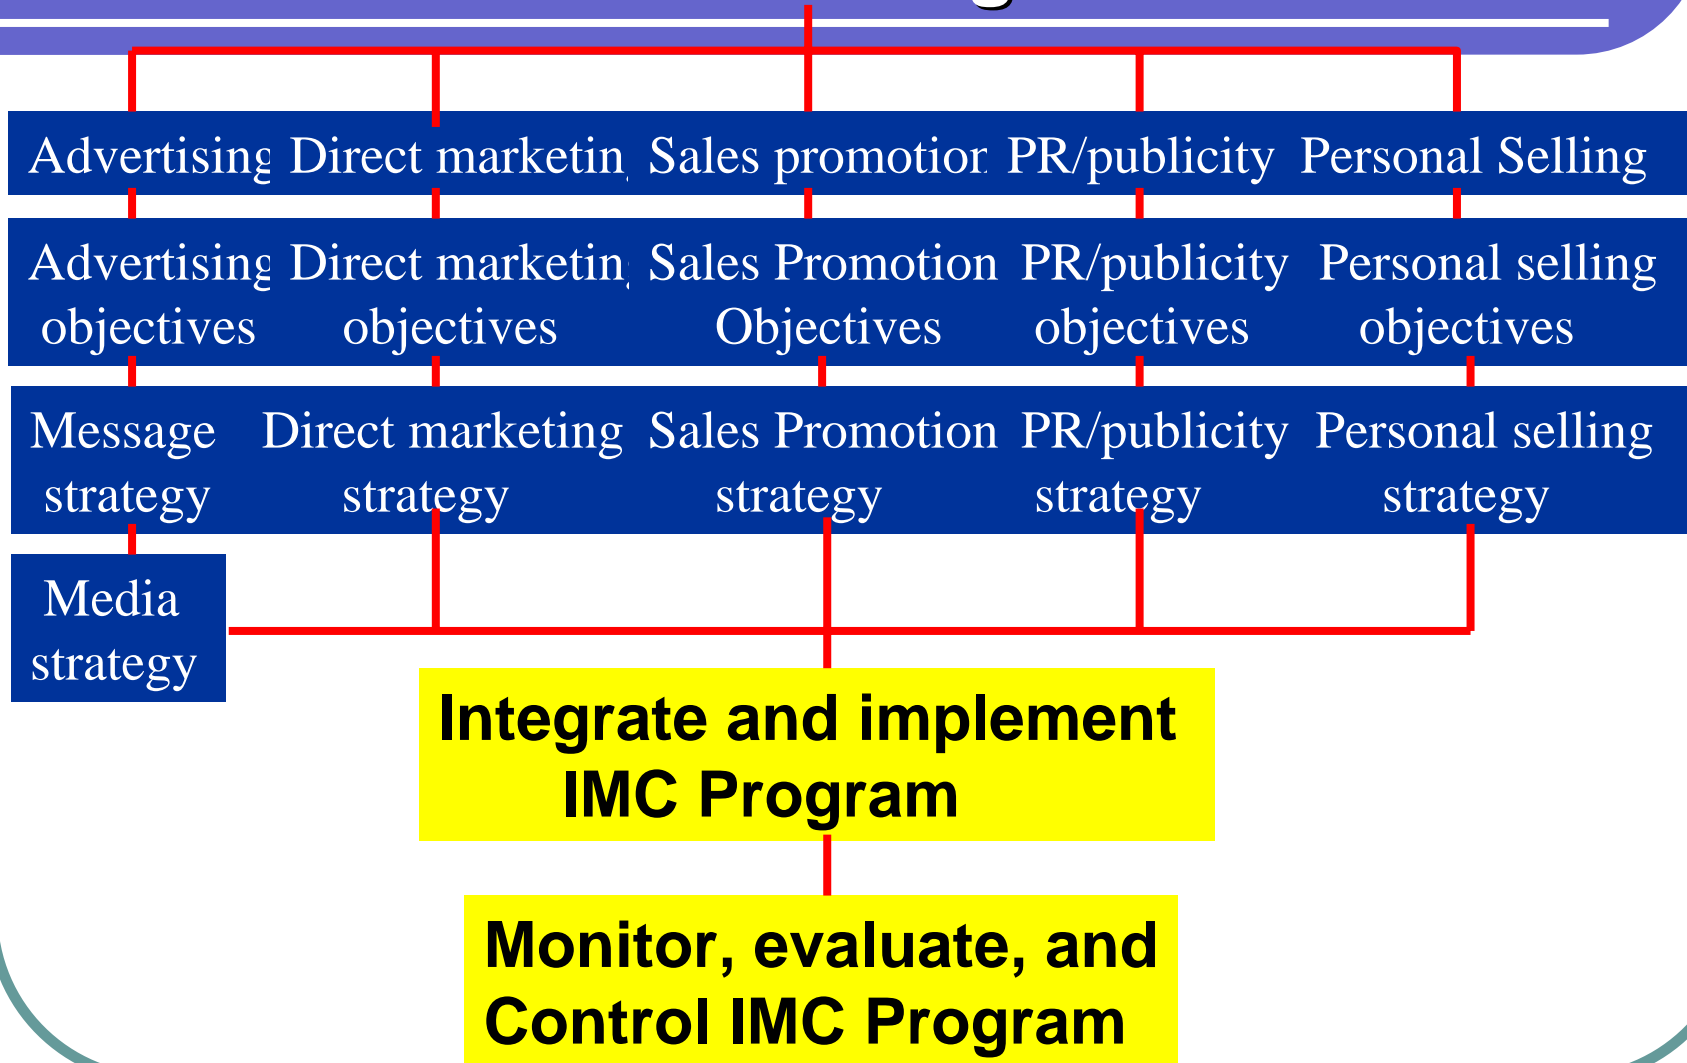 Advertising Direct marketin Sales promotion PR/publicity Personal Selling
Advertising Direct marketin Sales Promotion PR/publicity Personal selling
objectives objectives Objectives objectives objectives
Message Direct marketing Sales Promotion PR/publicity Personal selling
strategy strategy strategy strategy strategy
Media
strategy
Integrate and implement
IMC Program
Monitor, evaluate, and
Control IMC Program